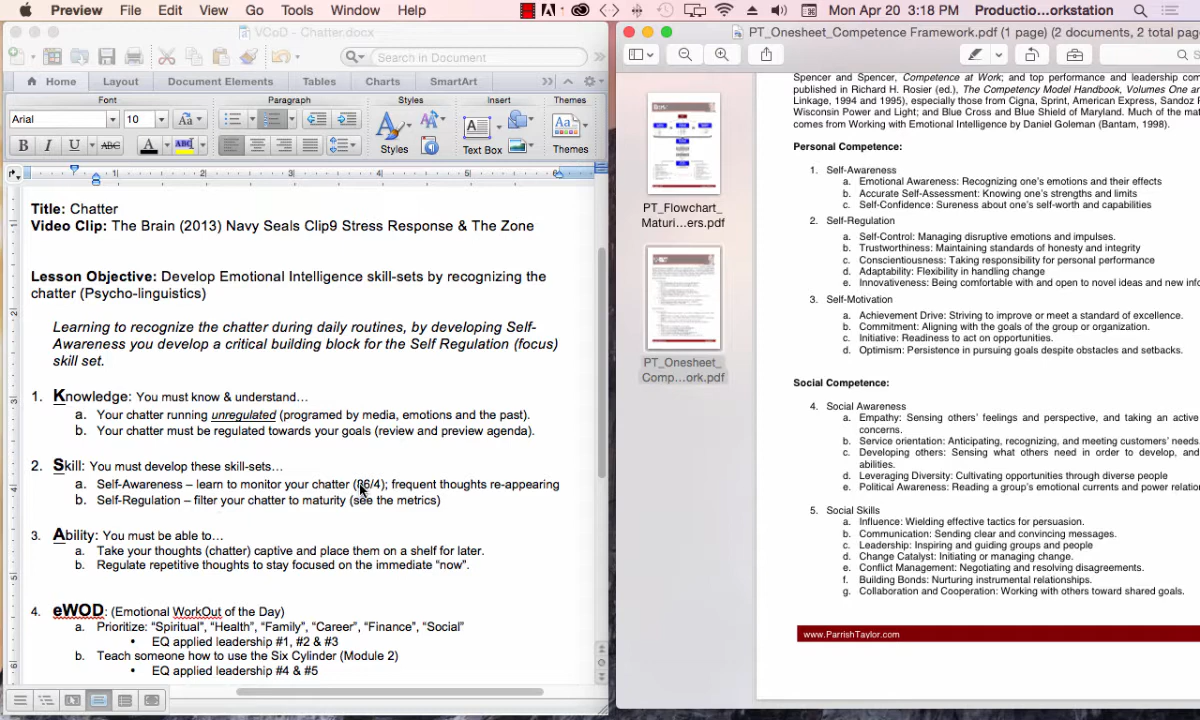 Preview File Edit View Go Tools Window Help
Mon Apr 20 3:18 PM Productio...orkstation
VCoD - Chatter.docx
Search in Document
Home Layout Document Elements Tables Charts SmartArt
Font Paragraph Styles Insert Themes
Arial 10 Aa
Styles Text Box Themes
B I U ABC A ABC
Title: Chatter
Video Clip: The Brain (2013) Navy Seals Clip9 Stress Response & The Zone
Lesson Objective: Develop Emotional Intelligence skill-sets by recognizing the
chatter (Psycho-linguistics)
Learning to recognize the chatter during daily routines, by developing Self-
Awareness you develop a critical building block for the Self Regulation (focus)
skill set.
1. Knowledge: You must know & understand…
a. Your chatter running unregulated (programed by media, emotions and the past).
b. Your chatter must be regulated towards your goals (review and preview agenda).
2. Skill: You must develop these skill-sets…
a. Self-Awareness – learn to monitor your chatter (96/4); frequent thoughts re-appearing
b. Self-Regulation – filter your chatter to maturity (see the metrics)
3. Ability: You must be able to…
a. Take your thoughts (chatter) captive and place them on a shelf for later.
b. Regulate repetitive thoughts to stay focused on the immediate “now”.
4. eWOD: (Emotional WorkOut of the Day)
a. Prioritize: “Spiritual”, “Health”, “Family”, “Career”, “Finance”, “Social”
• EQ applied leadership #1, #2 & #3
b. Teach someone how to use the Six Cylinder (Module 2)
• EQ applied leadership #4 & #5
PT_Onesheet_Competence Framework.pdf (1 page) (2 documents, 2 total page
PT_Flowchart_
Maturi...ers.pdf
PT_Onesheet_
Comp...ork.pdf
Spencer and Spencer, Competence at Work; and top performance and leadership com
published in Richard H. Rosier (ed.), The Competency Model Handbook, Volumes One an
Linkage, 1994 and 1995), especially those from Cigna, Sprint, American Express, Sandoz P
Wisconsin Power and Light; and Blue Cross and Blue Shield of Maryland. Much of the mat
comes from Working with Emotional Intelligence by Daniel Goleman (Bantam, 1998).
Personal Competence:
1. Self-Awareness
a. Emotional Awareness: Recognizing one’s emotions and their effects
b. Accurate Self-Assessment: Knowing one’s strengths and limits
c. Self-Confidence: Sureness about one’s self-worth and capabilities
2. Self-Regulation
a. Self-Control: Managing disruptive emotions and impulses.
b. Trustworthiness: Maintaining standards of honesty and integrity
c. Conscientiousness: Taking responsibility for personal performance
d. Adaptability: Flexibility in handling change
e. Innovativeness: Being comfortable with and open to novel ideas and new info
3. Self-Motivation
a. Achievement Drive: Striving to improve or meet a standard of excellence.
b. Commitment: Aligning with the goals of the group or organization.
c. Initiative: Readiness to act on opportunities.
d. Optimism: Persistence in pursuing goals despite obstacles and setbacks.
Social Competence:
4. Social Awareness
a. Empathy: Sensing others’ feelings and perspective, and taking an active
concerns.
b. Service orientation: Anticipating, recognizing, and meeting customers’ needs.
c. Developing others: Sensing what others need in order to develop, and
abilities.
d. Leveraging Diversity: Cultivating opportunities through diverse people
e. Political Awareness: Reading a group’s emotional currents and power relation
5. Social Skills
a. Influence: Wielding effective tactics for persuasion.
b. Communication: Sending clear and convincing messages.
c. Leadership: Inspiring and guiding groups and people
d. Change Catalyst: Initiating or managing change.
e. Conflict Management: Negotiating and resolving disagreements.
f. Building Bonds: Nurturing instrumental relationships.
g. Collaboration and Cooperation: Working with others toward shared goals.
www.ParrishTaylor.com